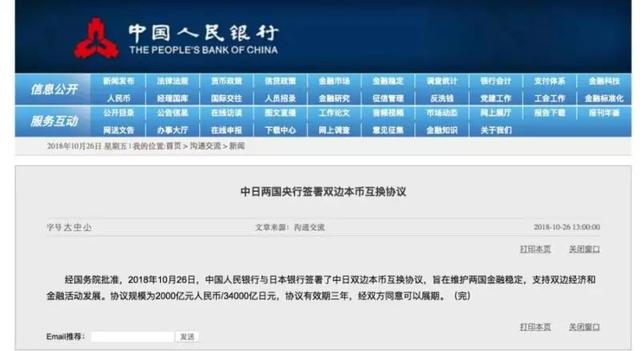 中国人民银行
THE PEOPLE'S BANK OF CHINA
信息公开 新闻发布 法律法规 货币政策 信贷政策 金融市场 金融稳定 调查统计 银行会计 支付体系 金融科技
人民币 经理国库 国际交往 人员招录 金融研究 征信管理 反洗钱 党建工作 工会工作 金融标准化
服务互动 公开目录 公告信息 在线访谈 图文直播 工作论文 音频视频 市场动态 网上展厅 报告下载 报刊年鉴
网送文告 办事大厅 在线申报 下载中心 网上调查 意见征集 金融知识 关于我们
2018年10月26日 星期五 | 我的位置:首页 > 沟通交流 > 新闻
中日两国央行签署双边本币互换协议
字号 大 中 小 文章来源：沟通交流 2018-10-26 13:00:00
打印本页 关闭窗口
经国务院批准，2018年10月26日，中国人民银行与日本银行签署了中日双边本币互换协议，旨在维护两国金融稳定，支持双边经济和
金融活动发展。协议规模为2000亿元人民币/34000亿日元，协议有效期三年，经双方同意可以展期。（完）
打印本页 关闭窗口
Email推荐： 发送